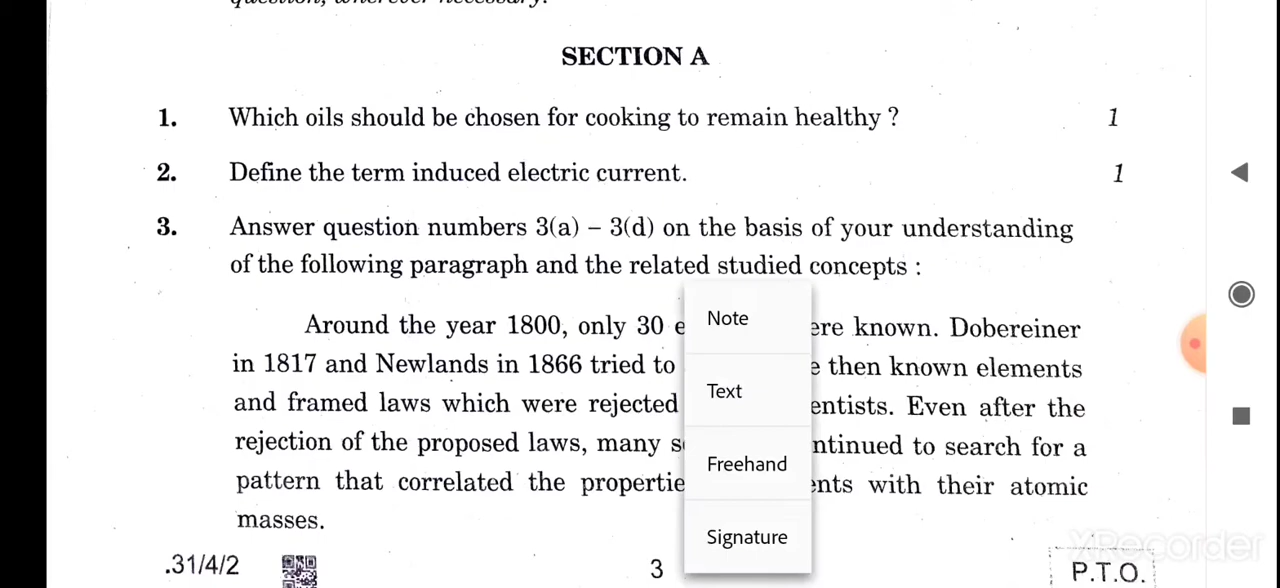 question, wherever necessary.
SECTION A
1. Which oils should be chosen for cooking to remain healthy ? 1
2. Define the term induced electric current. 1
3. Answer question numbers 3(a) – 3(d) on the basis of your understanding
of the following paragraph and the related studied concepts :
Around the year 1800, only 30 e ere known. Dobereiner
in 1817 and Newlands in 1866 tried to e then known elements
and framed laws which were rejected entists. Even after the
rejection of the proposed laws, many s ntinued to search for a
pattern that correlated the propertie ents with their atomic
masses.
Note
Text
Freehand
Signature
.31/4/2 3 P.T.O.
XRecorder